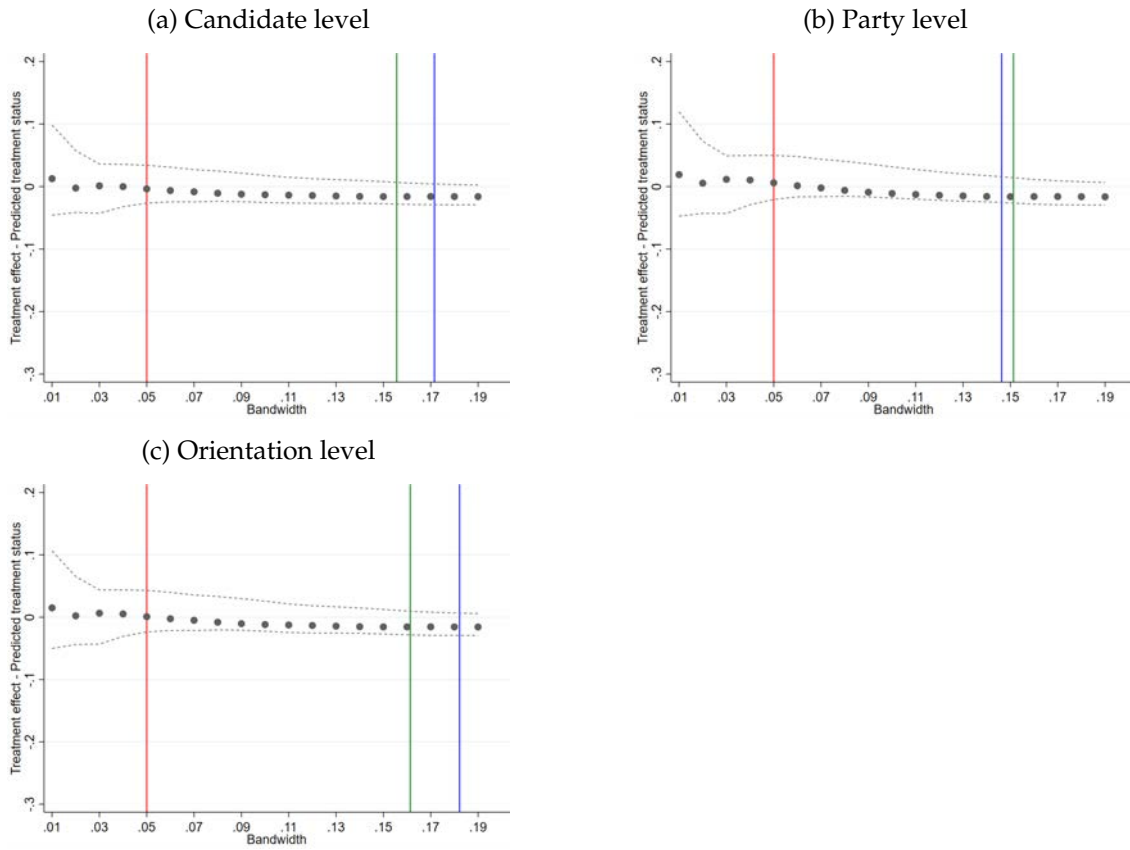 (a) Candidate level
Treatment effect - Predicted treatment status
.2
.1
0
-.1
-.2
-.3
.01 .03 .05 .07 .09 .11 .13 .15 .17 .19
Bandwidth
(b) Party level
Treatment effect - Predicted treatment status
.2
.1
0
-.1
-.2
-.3
.01 .03 .05 .07 .09 .11 .13 .15 .17 .19
Bandwidth
(c) Orientation level
Treatment effect - Predicted treatment status
.2
.1
0
-.1
-.2
-.3
.01 .03 .05 .07 .09 .11 .13 .15 .17 .19
Bandwidth